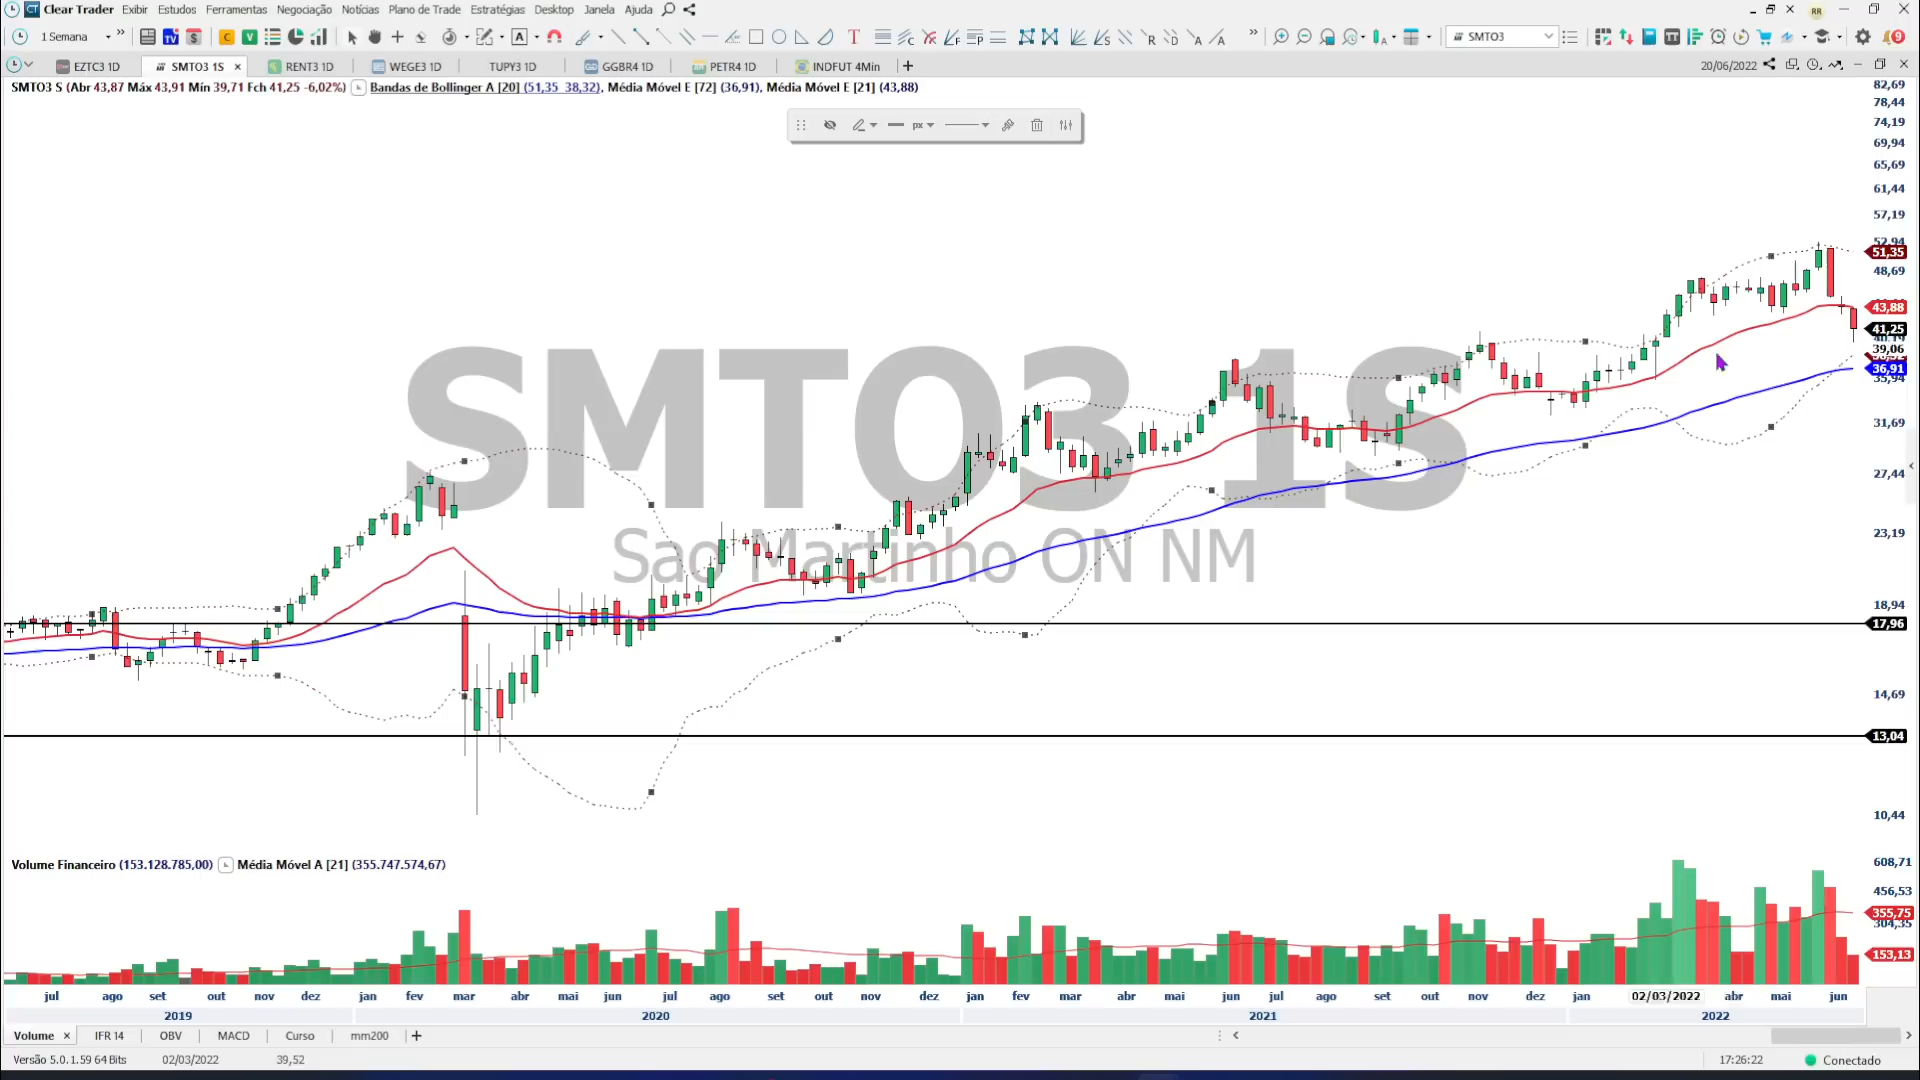 Clear Trader Exibir Estudos Ferramentas Negociação Notícias Plano de Trade Estratégias Desktop Janela Ajuda RR
1 Semana SMTO3 9
EZTC3 1D SMTO3 1S RENT3 1D WEGE3 1D TUPY3 1D GGBR4 1D PETR4 1D INDFUT 4Min 20/06/2022
SMTO3 S (Abr 43,87 Máx 43,91 Mín 39,71 Fch 41,25 -6,02%) Bandas de Bollinger A [20] (51,35 38,32), Média Móvel E [72] (36,91), Média Móvel E [21] (43,88)
px
82,69
78,44
74,19
69,94
65,69
61,44
57,19
52,94
51,35
48,69
43,88
41,25
39,06
36,91
35,94
31,69
27,44
23,19
18,94
17,96
14,69
13,04
10,44
SMTO3 1S
Sao Martinho ON NM
Volume Financeiro (153.128.785,00) Média Móvel A [21] (355.747.574,67)
608,71
456,53
355,75
304,35
153,13
jul ago set out nov dez jan fev mar abr mai jun jul ago set out nov dez jan fev mar abr mai jun jul ago set out nov dez jan 02/03/2022 abr mai jun
2019 2020 2021 2022
Volume IFR 14 OBV MACD Curso mm200
Versão 5.0.1.59 64 Bits 02/03/2022 39,52 17:26:22 Conectado